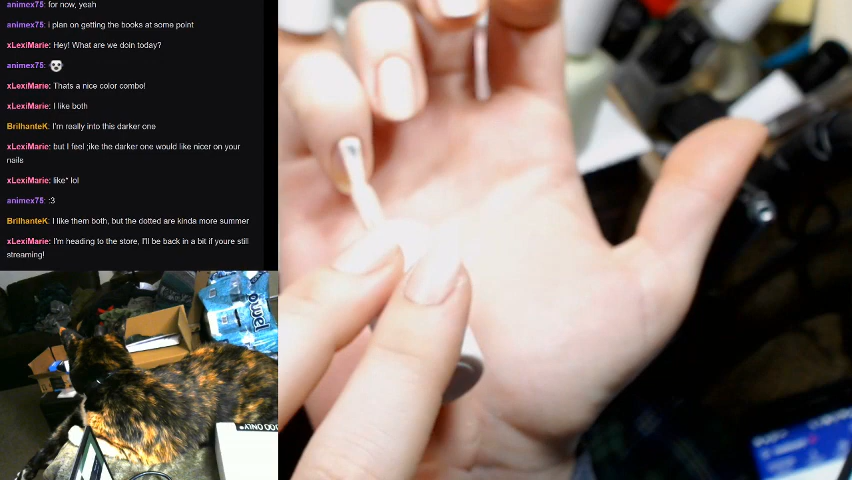 animex75: for now, yeah
animex75: i plan on getting the books at some point
xLexiMarie: Hey! What are we doin today?
animex75:
xLexiMarie: Thats a nice color combo!
xLexiMarie: I like both
BrilhanteK: I'm really into this darker one
xLexiMarie: but I feel ;ike the darker one would like nicer on your
nails
xLexiMarie: like* lol
animex75: :3
BrilhanteK: I like them both, but the dotted are kinda more summer
xLexiMarie: I'm heading to the store, I'll be back in a bit if youre still
streaming!